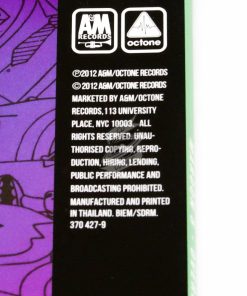 A&M
RECORDS
octone
℗2012 A&M/OCTONE RECORDS
©2012 A&M/OCTONE RECORDS
MARKETED BY A&M/OCTONE
RECORDS,113 UNIVERSITY
PLACE, NYC 10003. ALL
RIGHTS RESERVED. UNAU-
THORISED COPYING, REPRO-
DUCTION, HIRING, LENDING,
PUBLIC PERFORMANCE AND
BROADCASTING PROHIBITED.
MANUFACTURED AND PRINTED
IN THAILAND. BIEM/SDRM.
370 427-9